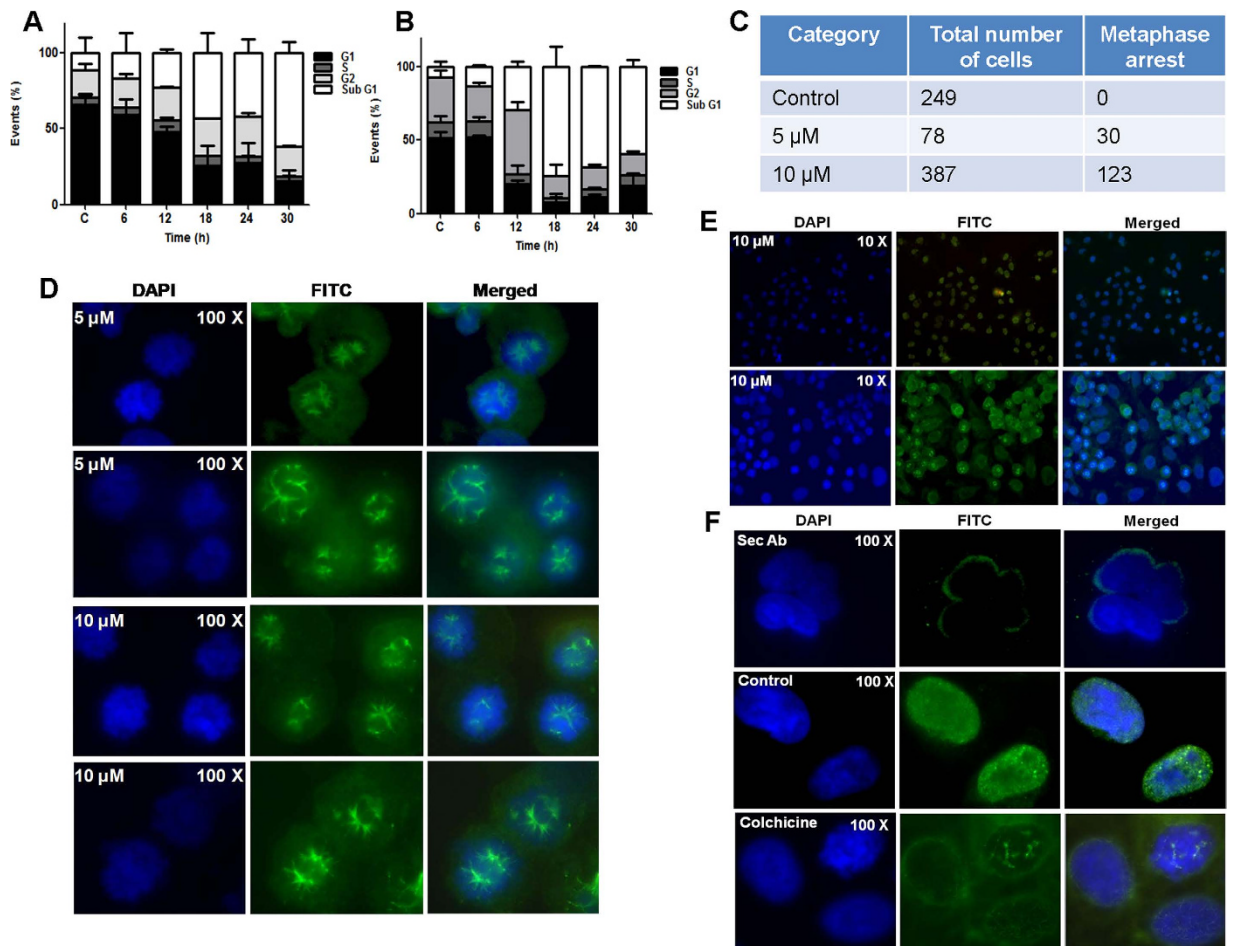 A
100
50
0
Events (%)
C 6 12 18 24 30
Time (h)
G1
S
G2
Sub G1
B
100
50
0
Events (%)
C 6 12 18 24 30
Time (h)
G1
S
G2
Sub G1
C
Category Total number of cells Metaphase arrest
Control 249 0
5 µM 78 30
10 µM 387 123
D
DAPI FITC Merged
5 µM 100 X
5 µM 100 X
10 µM 100 X
10 µM 100 X
E
DAPI FITC Merged
10 µM 10 X
10 µM 10 X
F
DAPI FITC Merged
Sec Ab 100 X
Control 100 X
Colchicine 100 X